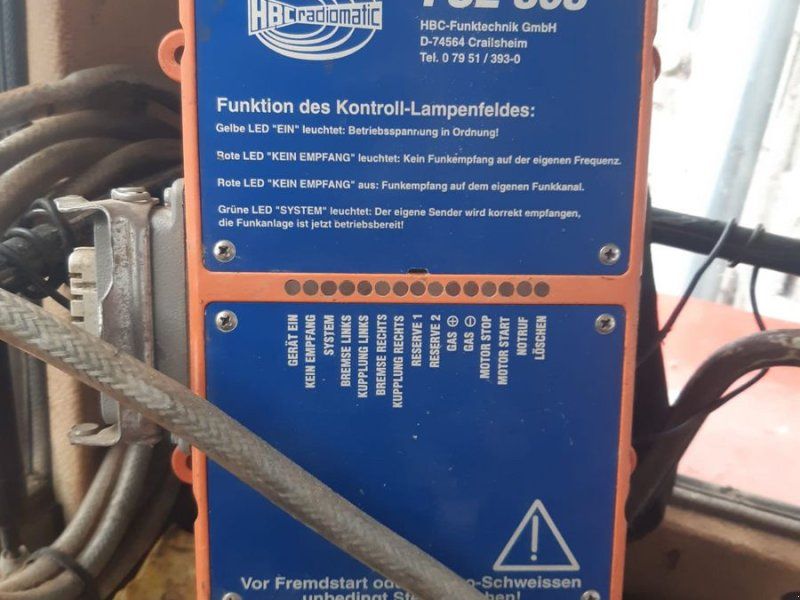 HBC radiomatic
HBC-Funktechnik GmbH
D-74564 Crailsheim
Tel. 0 79 51 / 393-0
Funktion des Kontroll-Lampenfeldes:
Gelbe LED "EIN" leuchtet: Betriebsspannung in Ordnung!
Rote LED "KEIN EMPFANG" leuchtet: Kein Funkempfang auf der eigenen Frequenz.
Rote LED "KEIN EMPFANG" aus: Funkempfang auf dem eigenen Funkkanal.
Grüne LED "SYSTEM" leuchtet: Der eigene Sender wird korrekt empfangen,
die Funkanlage ist jetzt betriebsbereit!
GERÄT EIN
KEIN EMPFANG
SYSTEM
BREMSE LINKS
KUPPLUNG LINKS
BREMSE RECHTS
KUPPLUNG RECHTS
RESERVE 1
RESERVE 2
GAS ⊕
GAS ⊖
MOTOR STOP
MOTOR START
NOTRUF
LÖSCHEN
Vor Fremdstart -Schweissen
unbedingt